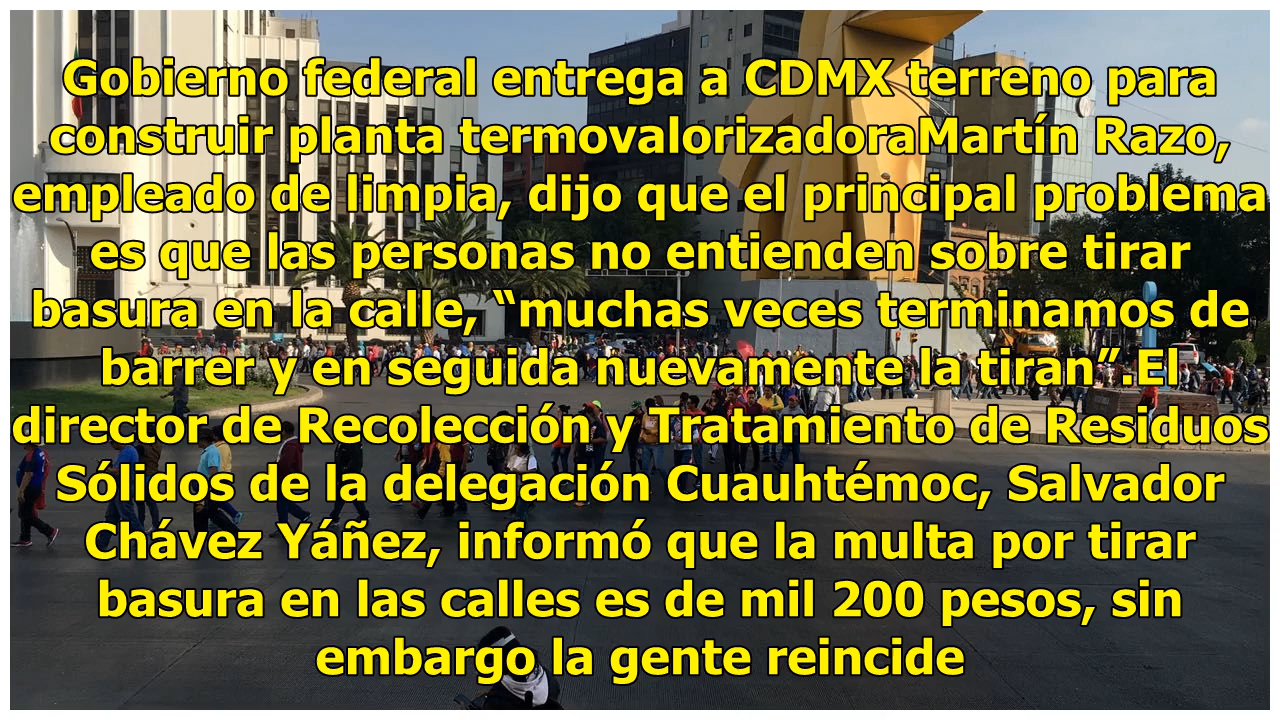 Gobierno federal entrega a CDMX terreno para
construir planta termovalorizadoraMartín Razo,
empleado de limpia, dijo que el principal problema
es que las personas no entienden sobre tirar
basura en la calle, “muchas veces terminamos de
barrer y en seguida nuevamente la tiran”.El
director de Recolección y Tratamiento de Residuos
Sólidos de la delegación Cuauhtémoc, Salvador
Chávez Yáñez, informó que la multa por tirar
basura en las calles es de mil 200 pesos, sin
embargo la gente reincide